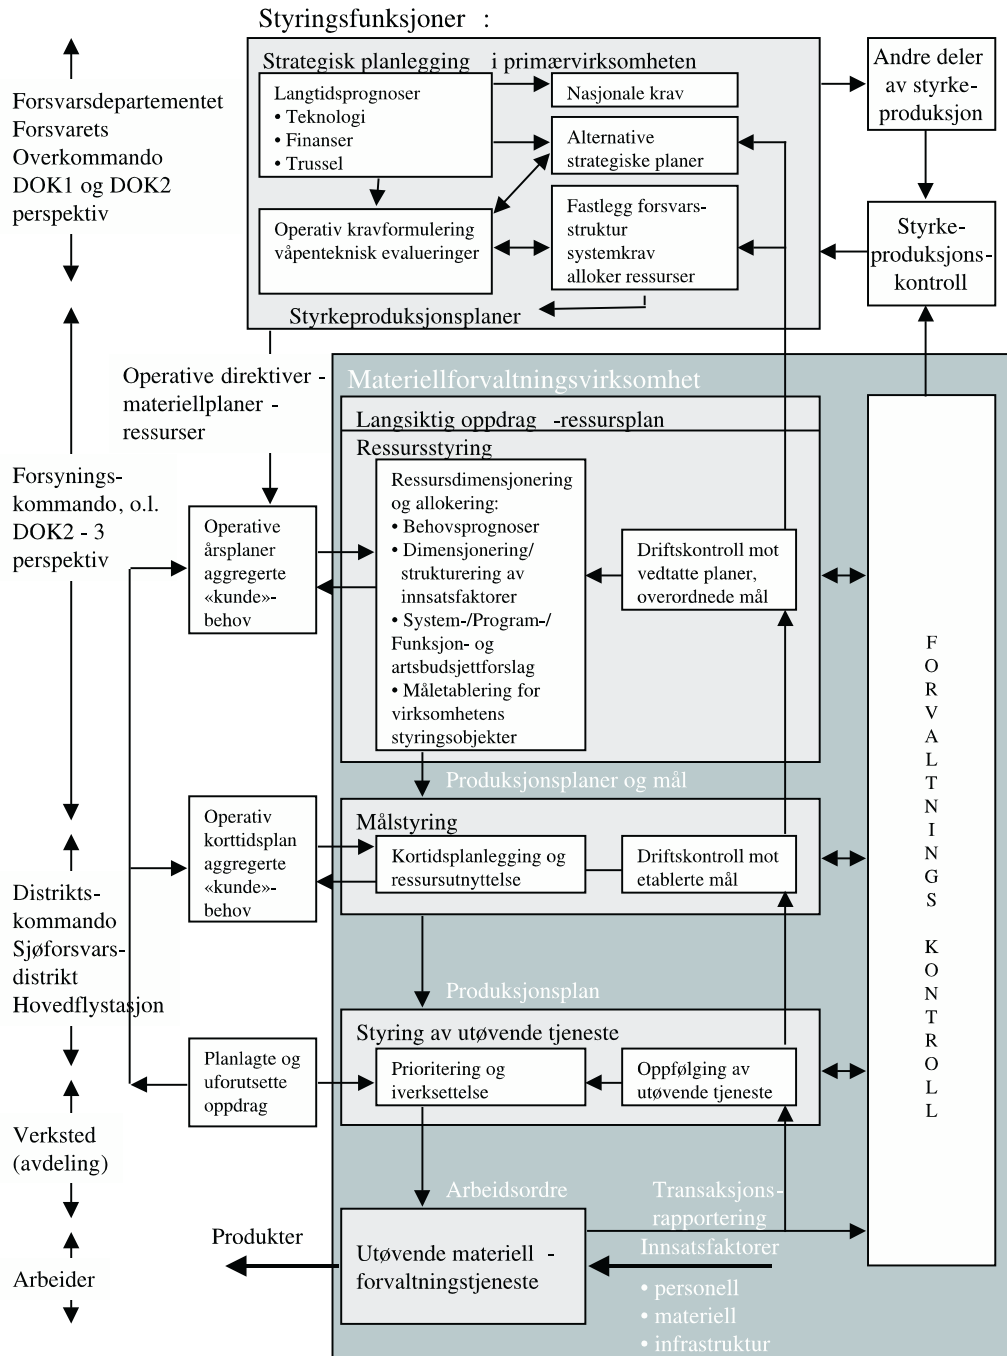 Styringsfunksjoner :
Forsvarsdepartementet
Forsvarets
Overkommando
DOK1 og DOK2
perspektiv
Strategisk planlegging i primærvirksomheten
Langtidsprognoser
• Teknologi
• Finanser
• Trussel
Nasjonale krav
Alternative
strategiske planer
Operativ kravformulering
våpenteknisk evalueringer
Fastlegg forsvars-
struktur
systemkrav
alloker ressurser
Styrkeproduksjonsplaner
Andre deler
av styrke-
produksjon
Styrke-
produksjons-
kontroll
Operative direktiver -
materiellplaner -
ressurser
Materiellforvaltningsvirksomhet
Langsiktig oppdrag -ressursplan
Ressursstyring
Forsynings-
kommando, o.l.
DOK2 - 3
perspektiv
Operative
årsplaner
aggregerte
«kunde»-
behov
Ressursdimensjonering
og allokering:
• Behovsprognoser
• Dimensjonering/
strukturering av
innsatsfaktorer
• System-/Program-/
Funksjon- og
artsbudsjettforslag
• Måletablering for
virksomhetens
styringsobjekter
Driftskontroll mot
vedtatte planer,
overordnede mål
FORVALTNINGS KONTROLL
Produksjonsplaner og mål
Målstyring
Operativ
korttidsplan
aggregerte
«kunde»-
behov
Kortidsplanlegging og
ressursutnyttelse
Driftskontroll mot
etablerte mål
Distrikts-
kommando
Sjøforsvars-
distrikt
Hovedflystasjon
Produksjonsplan
Styring av utøvende tjeneste
Planlagte og
uforutsette
oppdrag
Prioritering og
iverksettelse
Oppfølging av
utøvende tjeneste
Verksted
(avdeling)
Arbeidsordre
Transaksjons-
rapportering
Produkter
Utøvende materiell -
forvaltningstjeneste
Innsatsfaktorer
• personell
• materiell
• infrastruktur
Arbeider